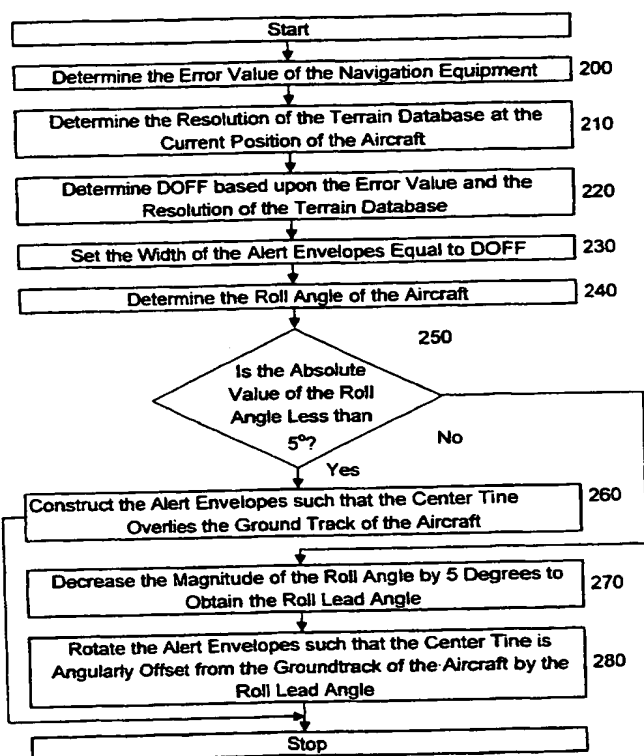 Start
Determine the Error Value of the Navigation Equipment
200
Determine the Resolution of the Terrain Database at the
Current Position of the Aircraft
210
Determine DOFF based upon the Error Value and the
Resolution of the Terrain Database
220
Set the Width of the Alert Envelopes Equal to DOFF
230
Determine the Roll Angle of the Aircraft
240
250
Is the Absolute
Value of the Roll
Angle Less than
5º?
No
Yes
Construct the Alert Envelopes such that the Center Tine
Overlies the Ground Track of the Aircraft
260
Decrease the Magnitude of the Roll Angle by 5 Degrees to
Obtain the Roll Lead Angle
270
Rotate the Alert Envelopes such that the Center Tine is
Angularly Offset from the Groundtrack of the Aircraft by the
Roll Lead Angle
280
Stop